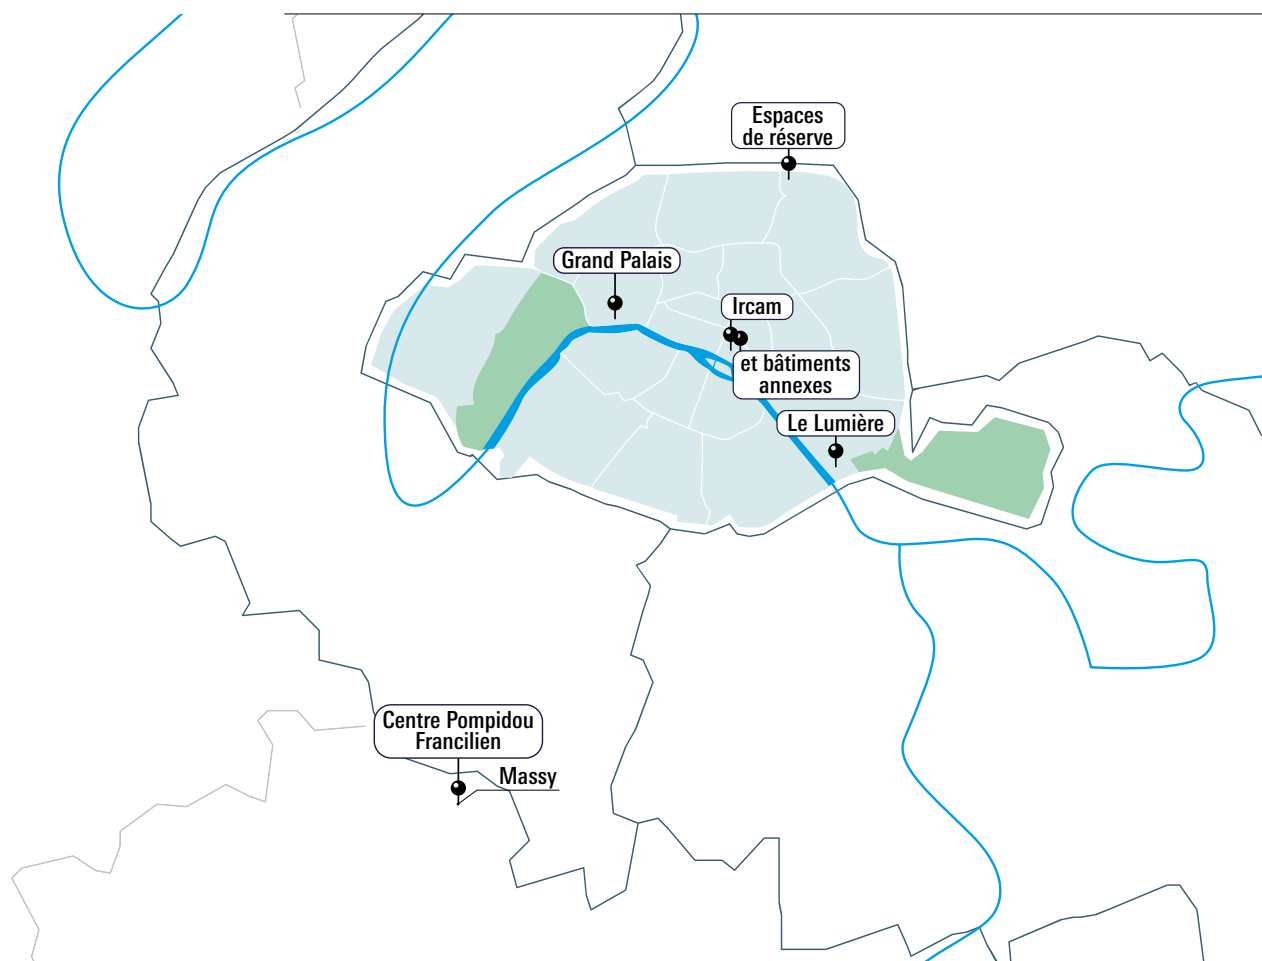 Espaces
de réserve
Grand Palais
Ircam
et bâtiments
annexes
Le Lumière
Centre Pompidou
Francilien
Massy